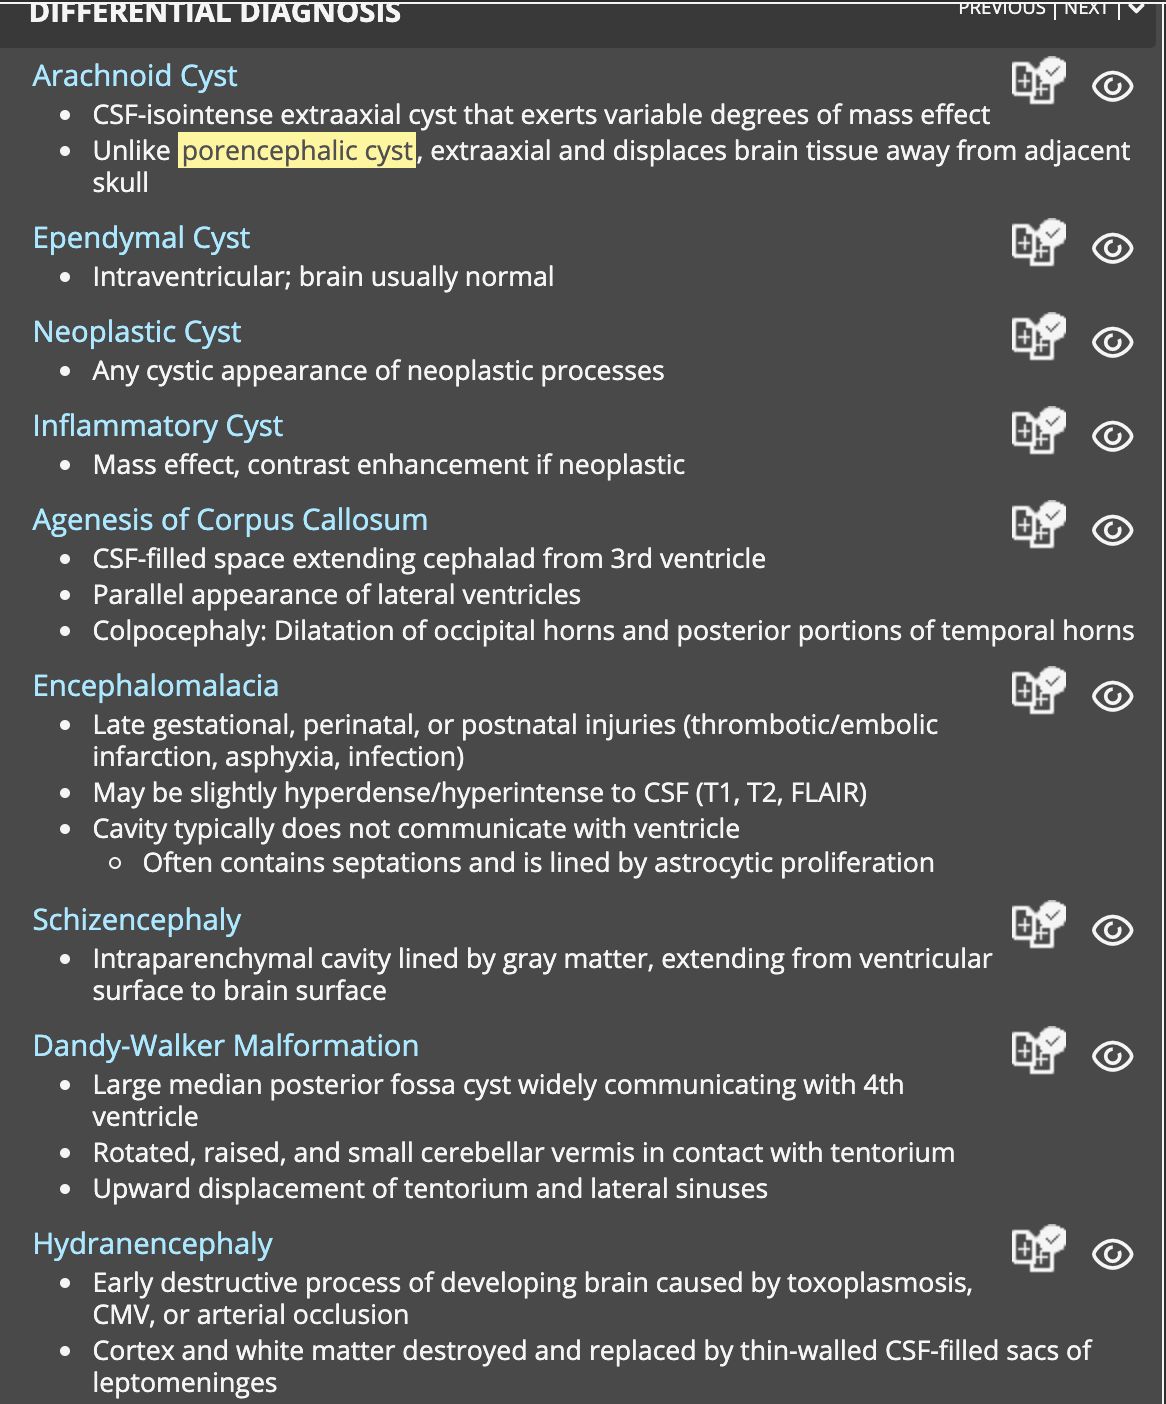 DIFFERENTIAL DIAGNOSIS
PREVIOUS | NEXT |
Arachnoid Cyst
• CSF-isointense extraaxial cyst that exerts variable degrees of mass effect
• Unlike porencephalic cyst, extraaxial and displaces brain tissue away from adjacent
skull
Ependymal Cyst
• Intraventricular; brain usually normal
Neoplastic Cyst
• Any cystic appearance of neoplastic processes
Inflammatory Cyst
• Mass effect, contrast enhancement if neoplastic
Agenesis of Corpus Callosum
• CSF-filled space extending cephalad from 3rd ventricle
• Parallel appearance of lateral ventricles
• Colpocephaly: Dilatation of occipital horns and posterior portions of temporal horns
Encephalomalacia
• Late gestational, perinatal, or postnatal injuries (thrombotic/embolic
infarction, asphyxia, infection)
• May be slightly hyperdense/hyperintense to CSF (T1, T2, FLAIR)
• Cavity typically does not communicate with ventricle
○ Often contains septations and is lined by astrocytic proliferation
Schizencephaly
• Intraparenchymal cavity lined by gray matter, extending from ventricular
surface to brain surface
Dandy-Walker Malformation
• Large median posterior fossa cyst widely communicating with 4th
ventricle
• Rotated, raised, and small cerebellar vermis in contact with tentorium
• Upward displacement of tentorium and lateral sinuses
Hydranencephaly
• Early destructive process of developing brain caused by toxoplasmosis,
CMV, or arterial occlusion
• Cortex and white matter destroyed and replaced by thin-walled CSF-filled sacs of
leptomeninges